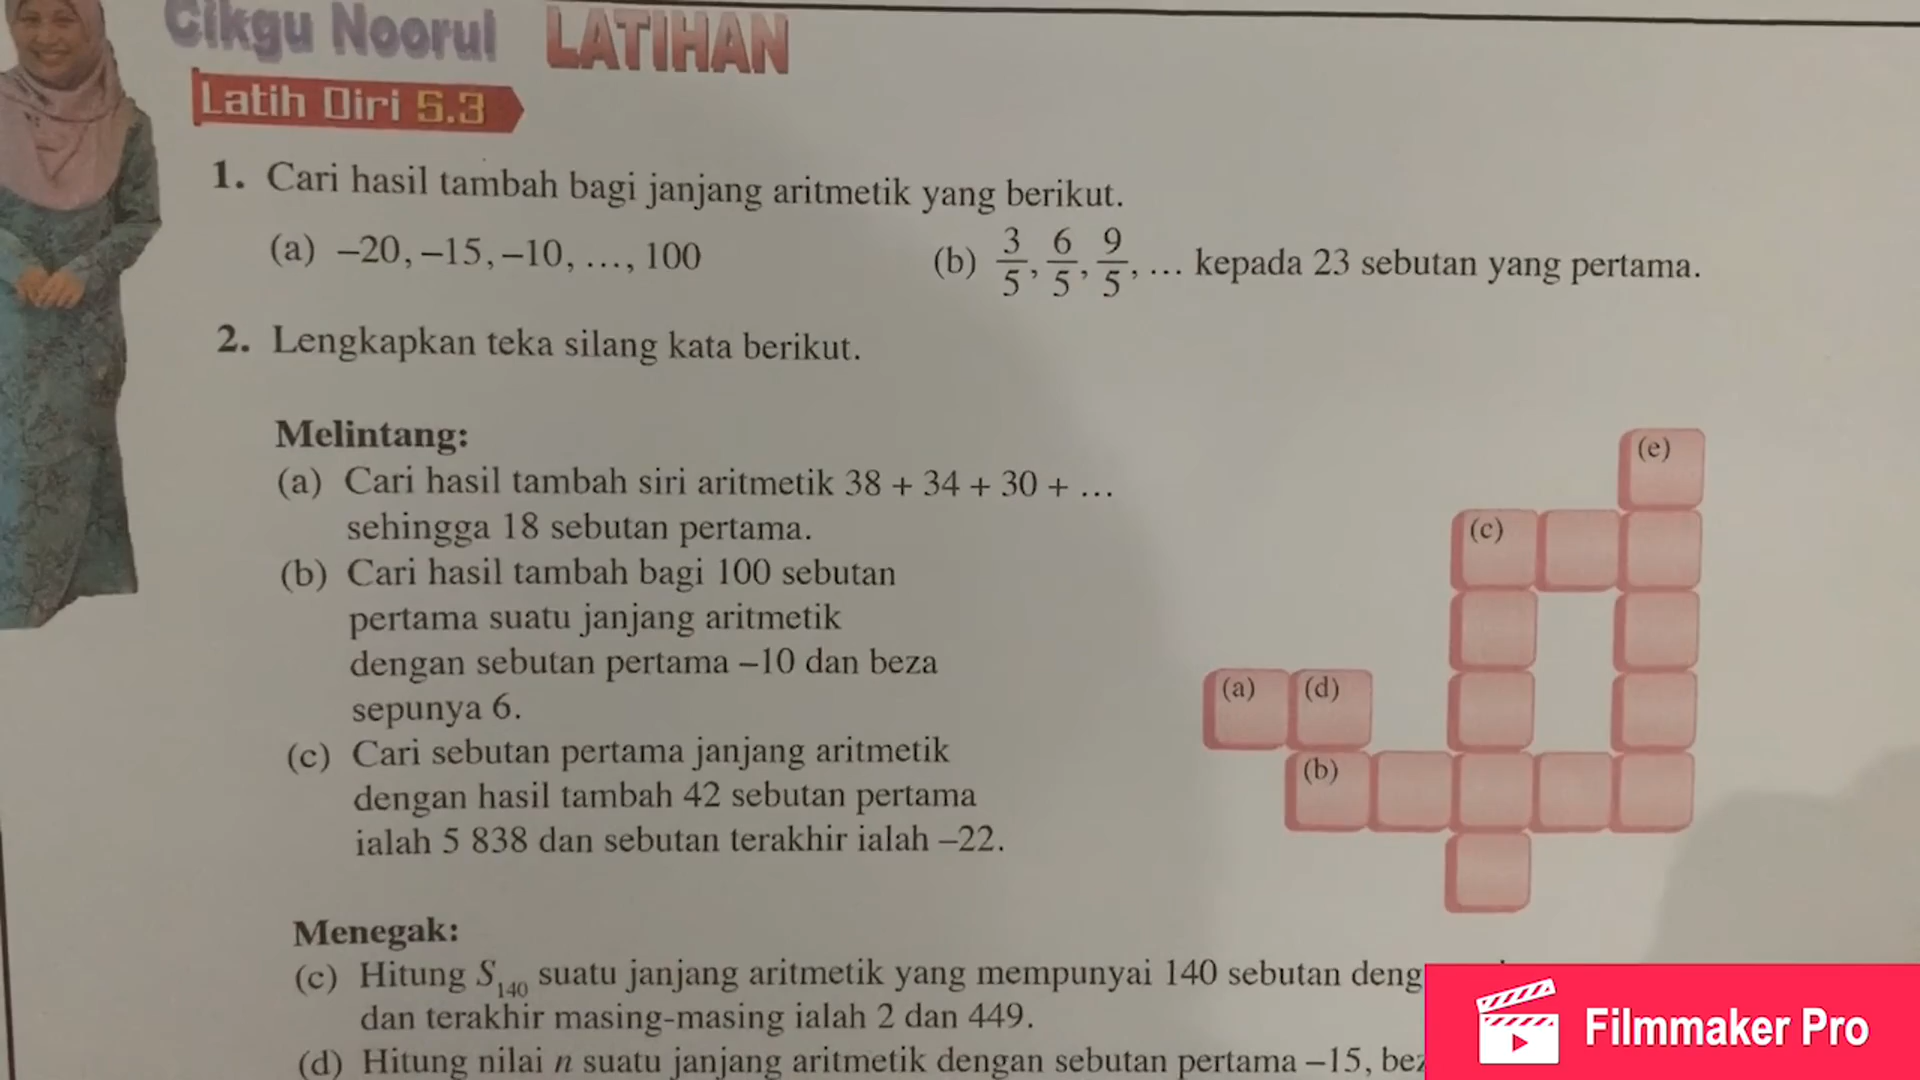 Cikgu Noorul LATIHAN
Latih Diri 5.3
1. Cari hasil tambah bagi janjang aritmetik yang berikut.
(a) –20, –15, –10, …, 100 (b) 3/5, 6/5, 9/5, … kepada 23 sebutan yang pertama.
2. Lengkapkan teka silang kata berikut.
Melintang:
(a) Cari hasil tambah siri aritmetik 38 + 34 + 30 + …
sehingga 18 sebutan pertama.
(b) Cari hasil tambah bagi 100 sebutan
pertama suatu janjang aritmetik
dengan sebutan pertama –10 dan beza
sepunya 6.
(c) Cari sebutan pertama janjang aritmetik
dengan hasil tambah 42 sebutan pertama
ialah 5 838 dan sebutan terakhir ialah –22.
(e)
(c)
(a) (d)
(b)
Menegak:
(c) Hitung S₁₄₀ suatu janjang aritmetik yang mempunyai 140 sebutan deng
dan terakhir masing-masing ialah 2 dan 449.
(d) Hitung nilai n suatu janjang aritmetik dengan sebutan pertama –15,
Filmmaker Pro